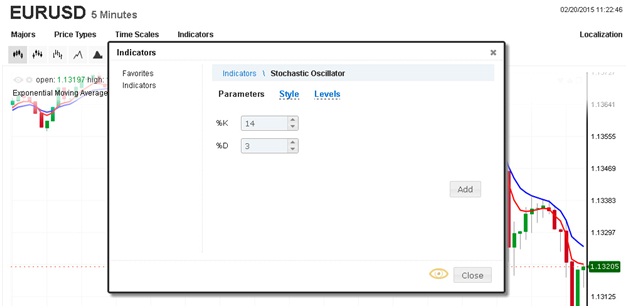 EURUSD 5 Minutes
02/20/2015 11:22:46
Majors Price Types Time Scales Indicators Localization
Indicators
Favorites
Indicators
Indicators \ Stochastic Oscillator
Parameters Style Levels
%K 14
%D 3
Add
Close
open: 1.13197 high:
Exponential Moving Average
1.13641
1.13555
1.13469
1.13383
1.13297
1.13205
1.13125